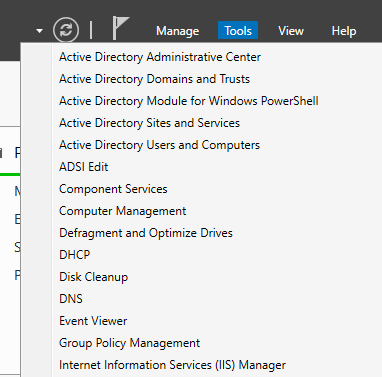 Manage Tools View Help
Active Directory Administrative Center
Active Directory Domains and Trusts
Active Directory Module for Windows PowerShell
Active Directory Sites and Services
Active Directory Users and Computers
ADSI Edit
Component Services
Computer Management
Defragment and Optimize Drives
DHCP
Disk Cleanup
DNS
Event Viewer
Group Policy Management
Internet Information Services (IIS) Manager